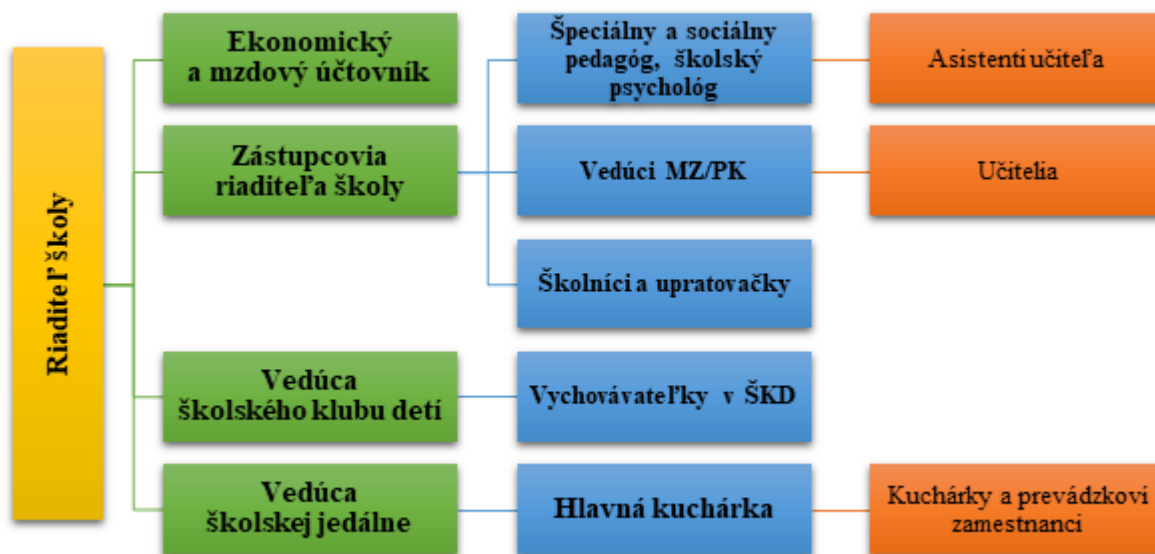 Riaditeľ školy
Ekonomický
a mzdový účtovník
Zástupcovia
riaditeľa školy
Vedúca
školského klubu detí
Vedúca
školskej jedálne
Špeciálny a sociálny
pedagóg, školský
psychológ
Vedúci MZ/PK
Školníci a upratovačky
Vychovávateľky v ŠKD
Hlavná kuchárka
Asistenti učiteľa
Učitelia
Kuchárky a prevádzkoví
zamestnanci